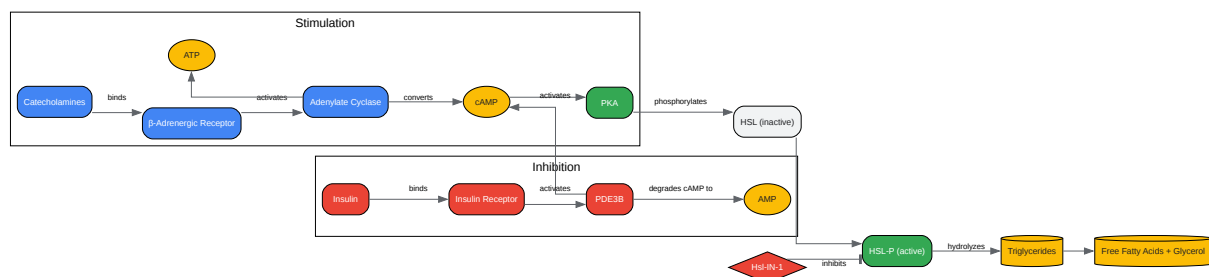 Stimulation
ATP
Catecholamines
binds
β-Adrenergic Receptor
activates
Adenylate Cyclase
converts
cAMP
activates
PKA
phosphorylates
HSL (inactive)
Inhibition
Insulin
binds
Insulin Receptor
activates
PDE3B
degrades cAMP to
AMP
Hsl-IN-1
inhibits
HSL-P (active)
hydrolyzes
Triglycerides
Free Fatty Acids + Glycerol